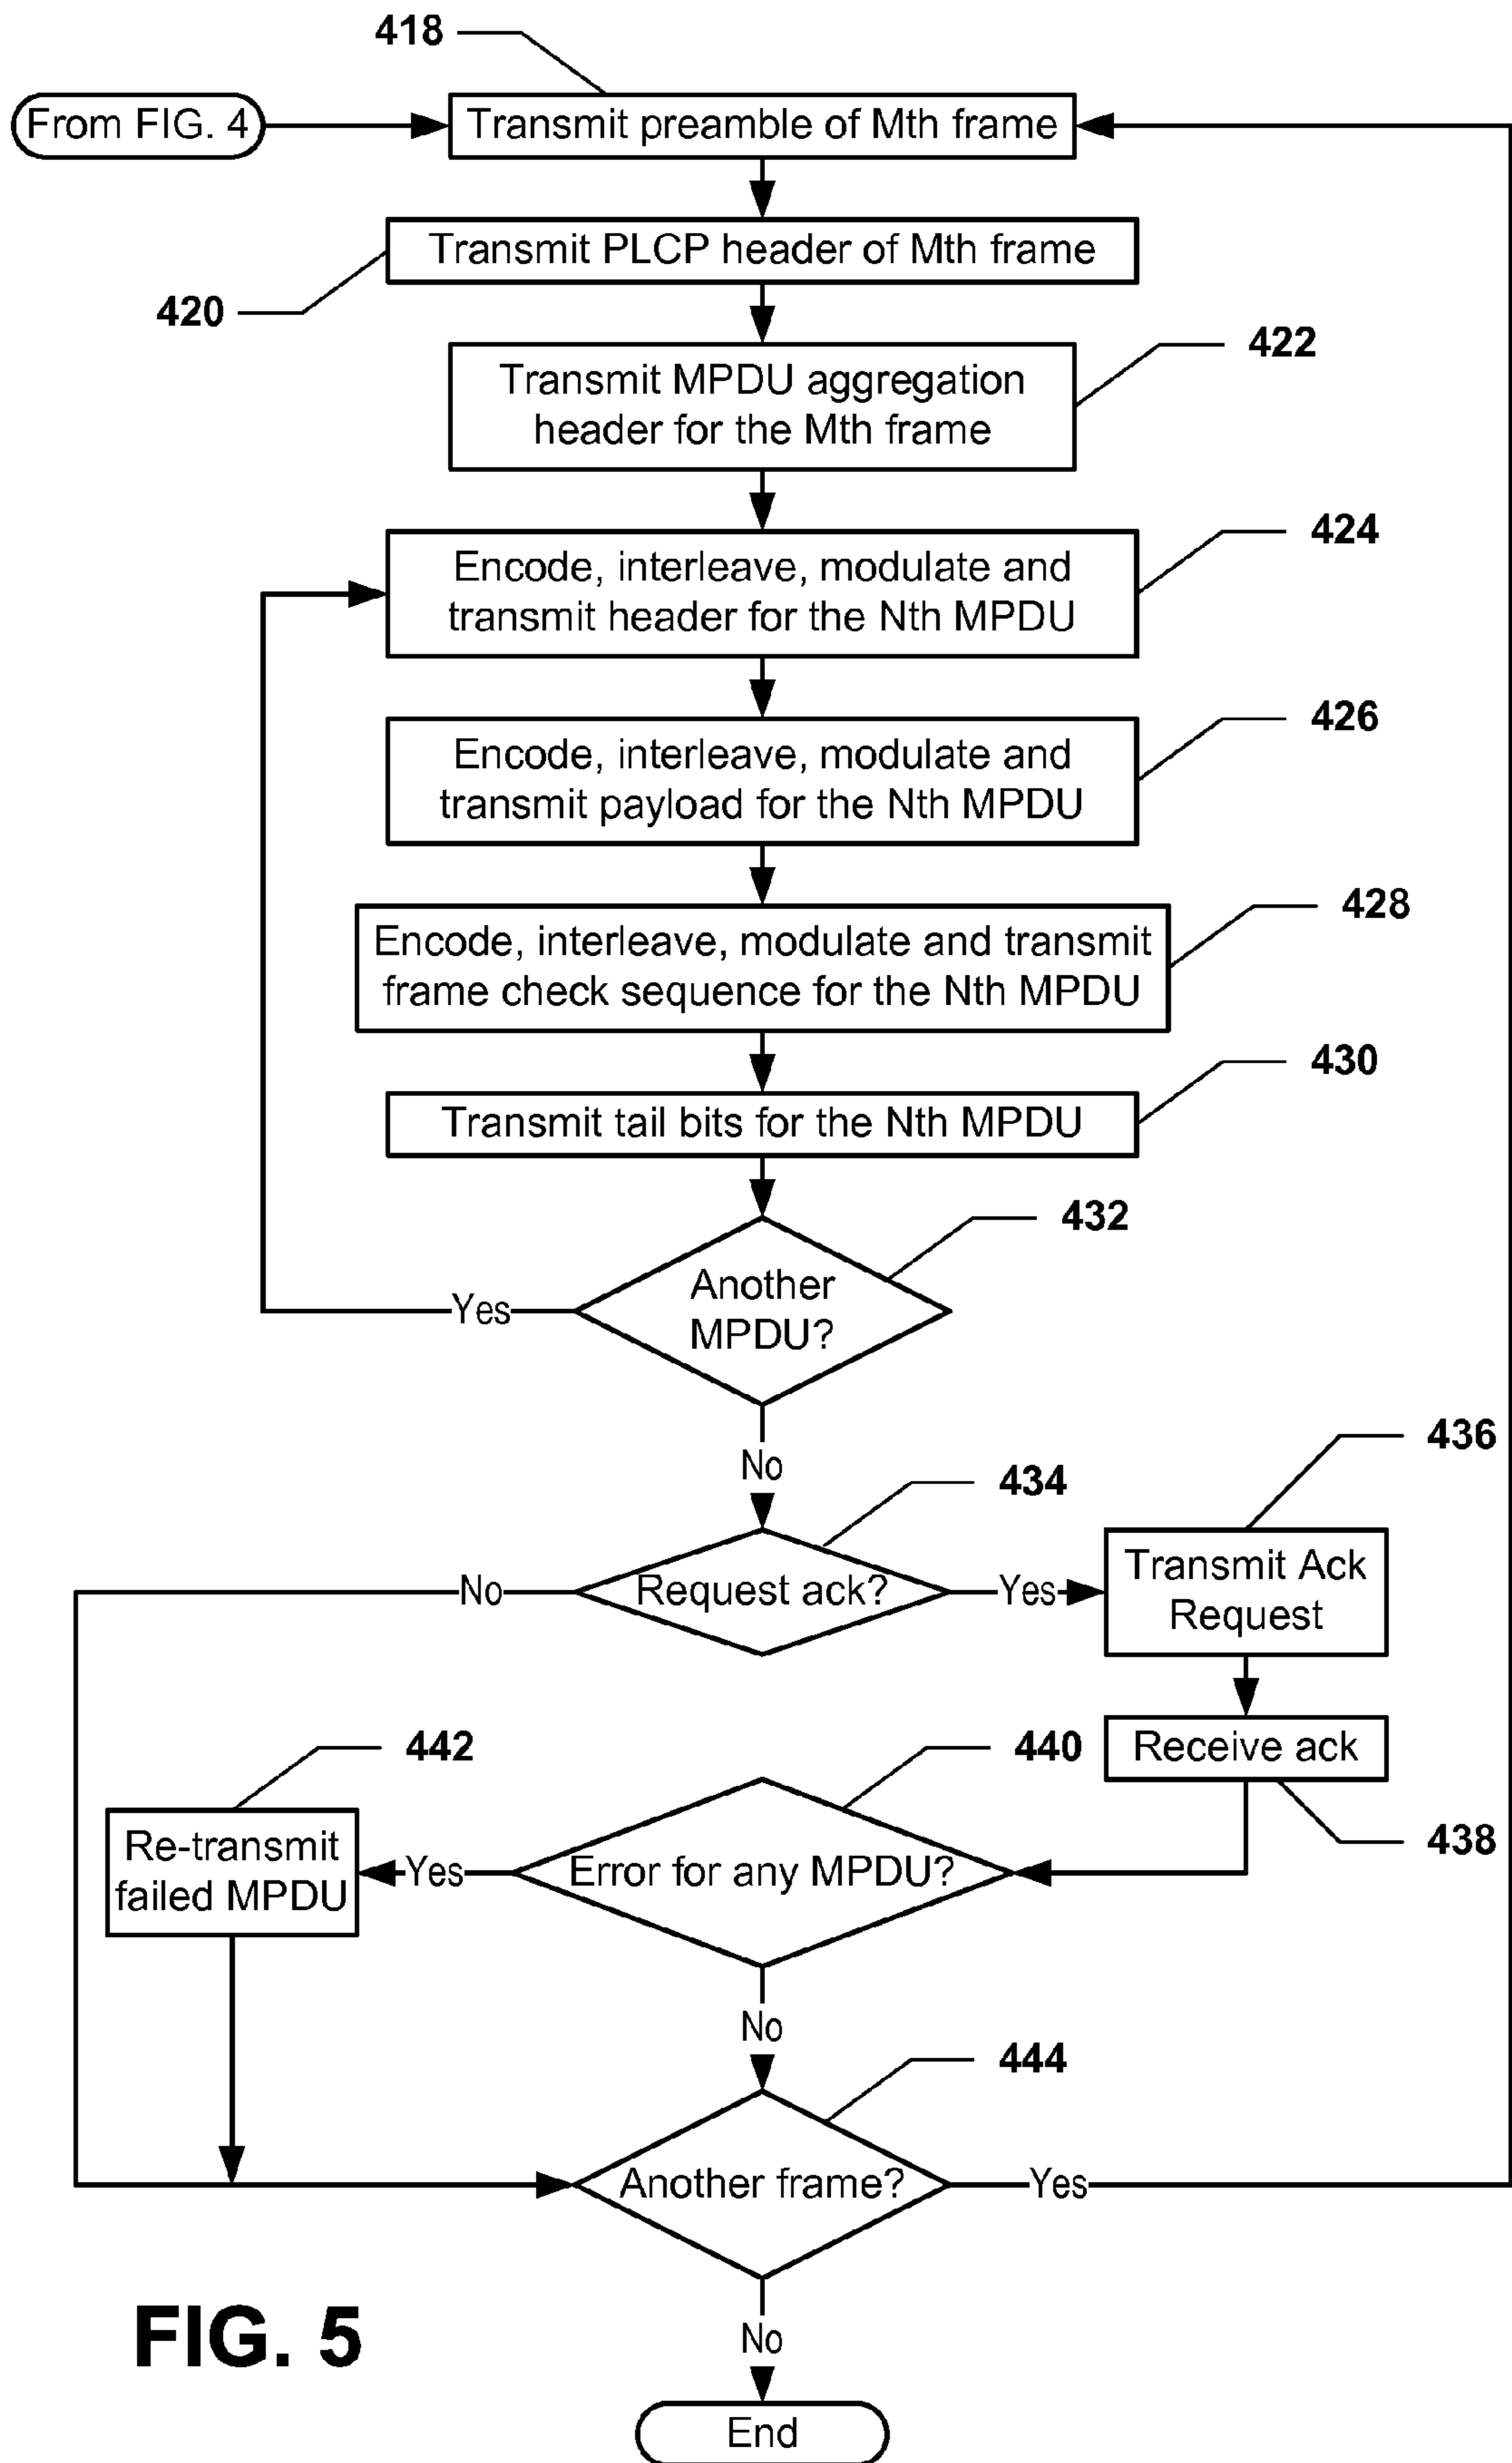 418
From FIG. 4
Transmit preamble of Mth frame
Transmit PLCP header of Mth frame
420
422
Transmit MPDU aggregation
header for the Mth frame
424
Encode, interleave, modulate and
transmit header for the Nth MPDU
426
Encode, interleave, modulate and
transmit payload for the Nth MPDU
428
Encode, interleave, modulate and transmit
frame check sequence for the Nth MPDU
430
Transmit tail bits for the Nth MPDU
432
Another
MPDU?
Yes
No
434
436
Request ack?
No
Yes
Transmit Ack
Request
442
440
Receive ack
438
Re-transmit
failed MPDU
Yes
Error for any MPDU?
No
444
Another frame?
Yes
No
FIG. 5
End